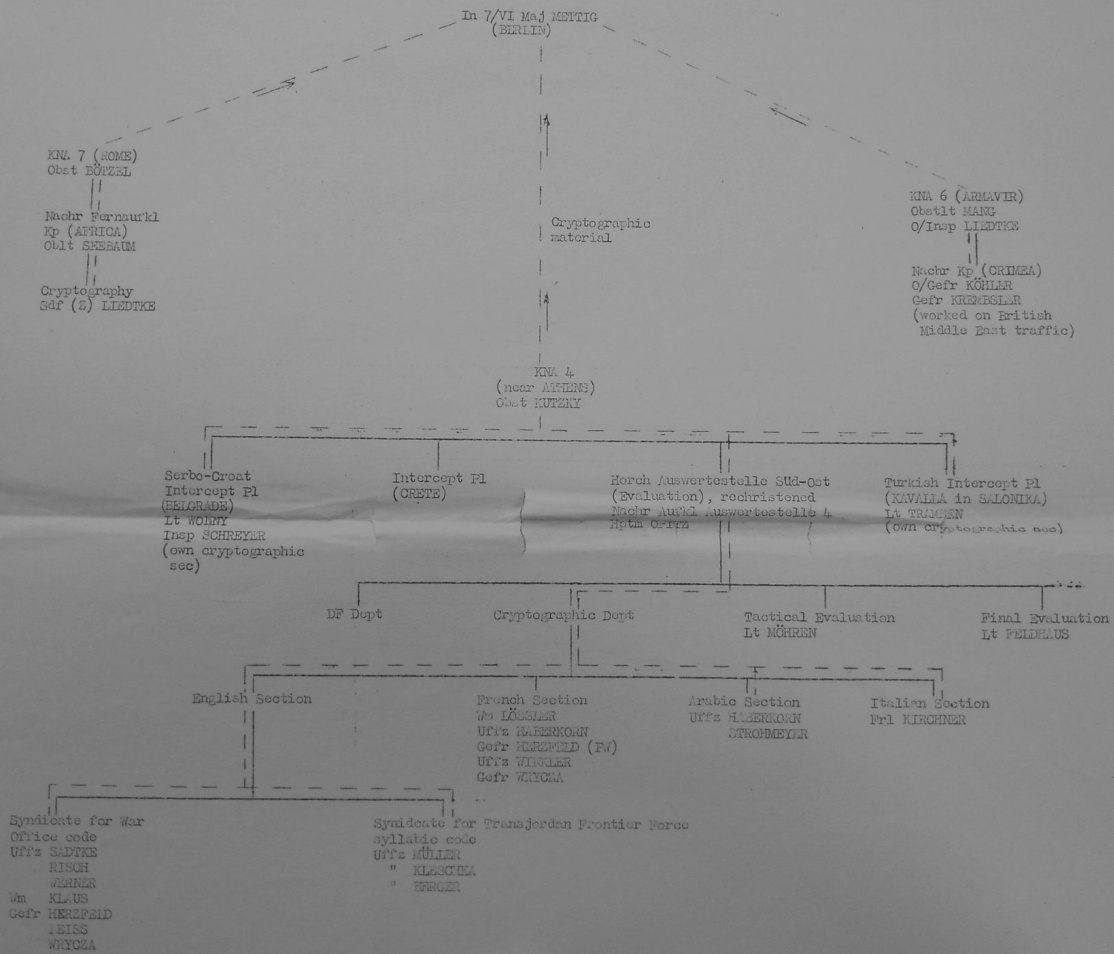 In 7/VI Maj METTIG
(BERLIN)
KNA 7 (ROME)
Obst BÖTZEL
Nachr Fernaufkl
Kp (AFRICA)
Oblt SEEBAUM
Cryptography
Sdf (Z) LIEDTKE
Cryptographic
material
KNA 6 (ARMAVIR)
Obstlt MANG
O/Insp LIEDTKE
Nachr Kp (CRIMEA)
O/Gefr KÖHLER
Gefr KREMBSLER
(worked on British
Middle East traffic)
KNA 4
(near ATHENS)
Obst KUTZKY
Serbo-Croat
Intercept Pl
(BELGRADE)
Lt WOLNY
Insp SCHREYER
(own cryptographic
sec)
Intercept Pl
(CRETE)
Horch Auswertestelle Süd-Ost
(Evaluation), rechristened
Nachr Aufkl Auswertestelle 4
Hptm OPITZ
Turkish Intercept Pl
(KAVALLA in SALONIKA)
Lt
(own cryptographic sec)
DF Dept
Cryptographic Dept
Tactical Evaluation
Lt MÖHREN
Final Evaluation
Lt FELDHAUS
English Section
French Section
Wm LÖSSLER
Uffz HABERKORN
Gefr HERZFELD (PW)
Uffz WINKLER
Gefr WRYCZA
Arabic Section
Uffz HABERKORN
STROHMEYER
Italian Section
Frl KIRCHNER
Syndicate for War
Office code
Uffz SADTKE
RISCH
WERNER
Wm KLAUS
Gefr HERZFELD
LEISS
WRYCZA
Synidcate for Transjordan Frontier Force
syllabic code
Uffz MÜLLER
" KLESCHKA
" BERGER